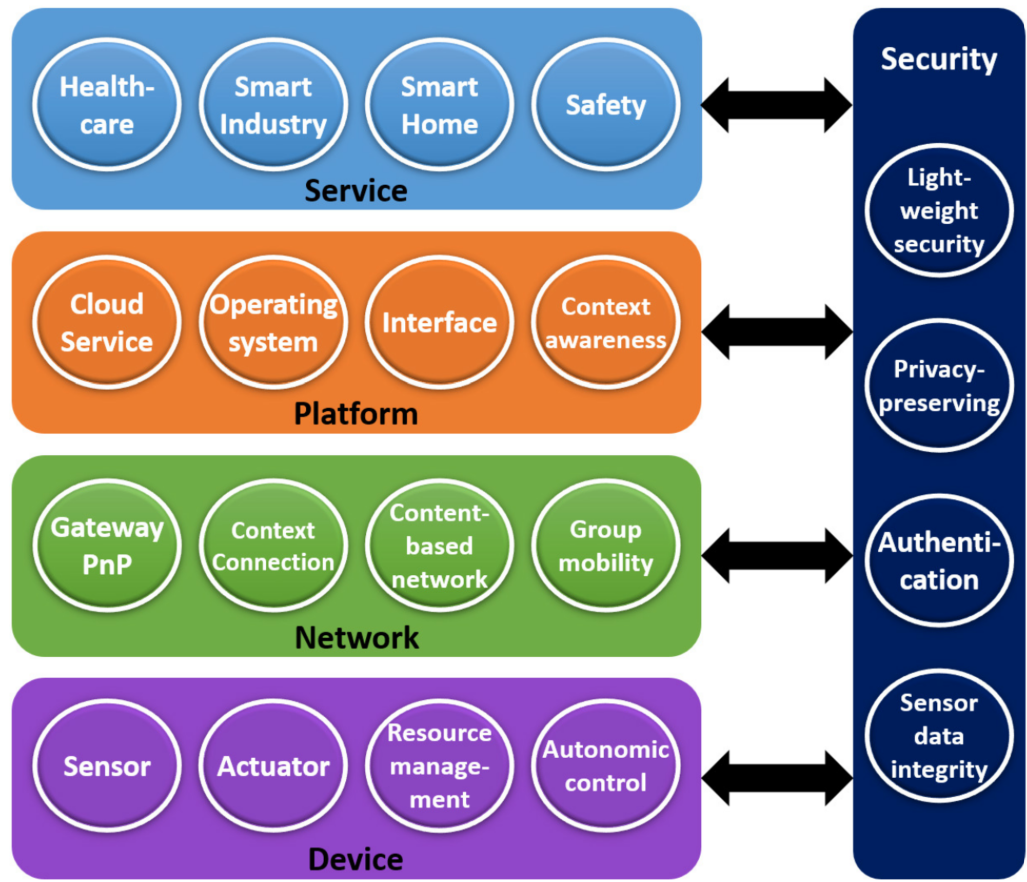 Health-
care
Smart
Industry
Smart
Home
Safety
Service
Cloud
Service
Operating
system
Interface
Context
awareness
Platform
Gateway
PnP
Context
Connection
Content-
based
network
Group
mobility
Network
Sensor
Actuator
Resource
manage-
ment
Autonomic
control
Device
Security
Light-
weight
security
Privacy-
preserving
Authenti-
cation
Sensor
data
integrity